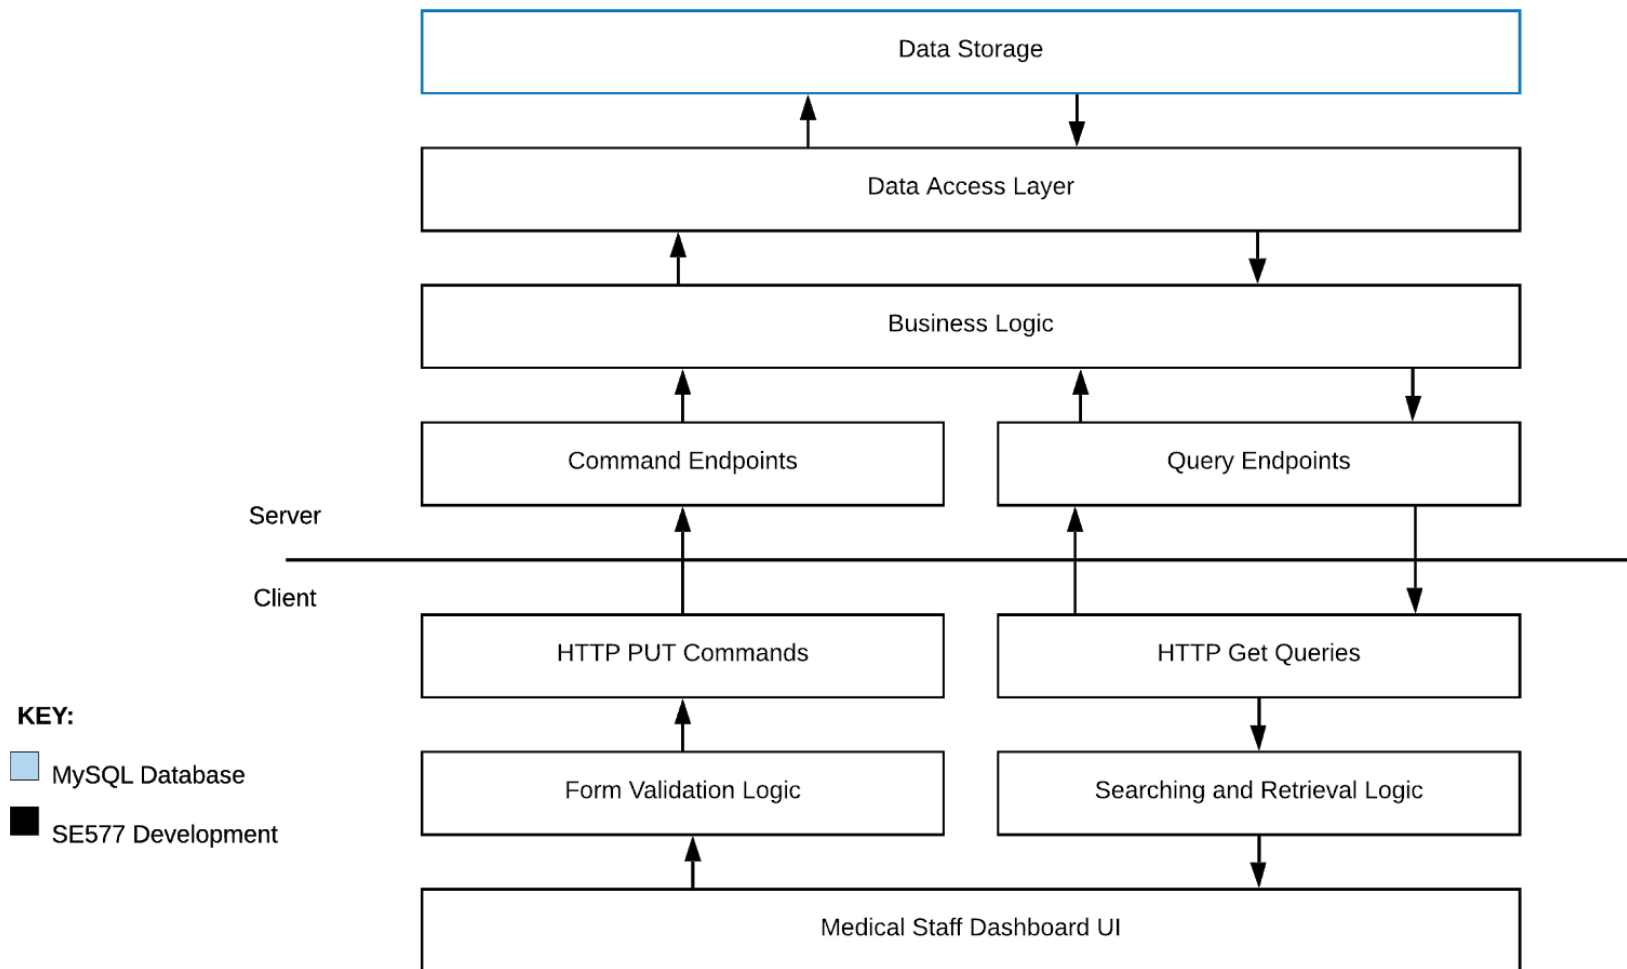 Data Storage
Data Access Layer
Business Logic
Command Endpoints
Query Endpoints
Server
Client
HTTP PUT Commands
HTTP Get Queries
KEY:
MySQL Database
SE577 Development
Form Validation Logic
Searching and Retrieval Logic
Medical Staff Dashboard UI